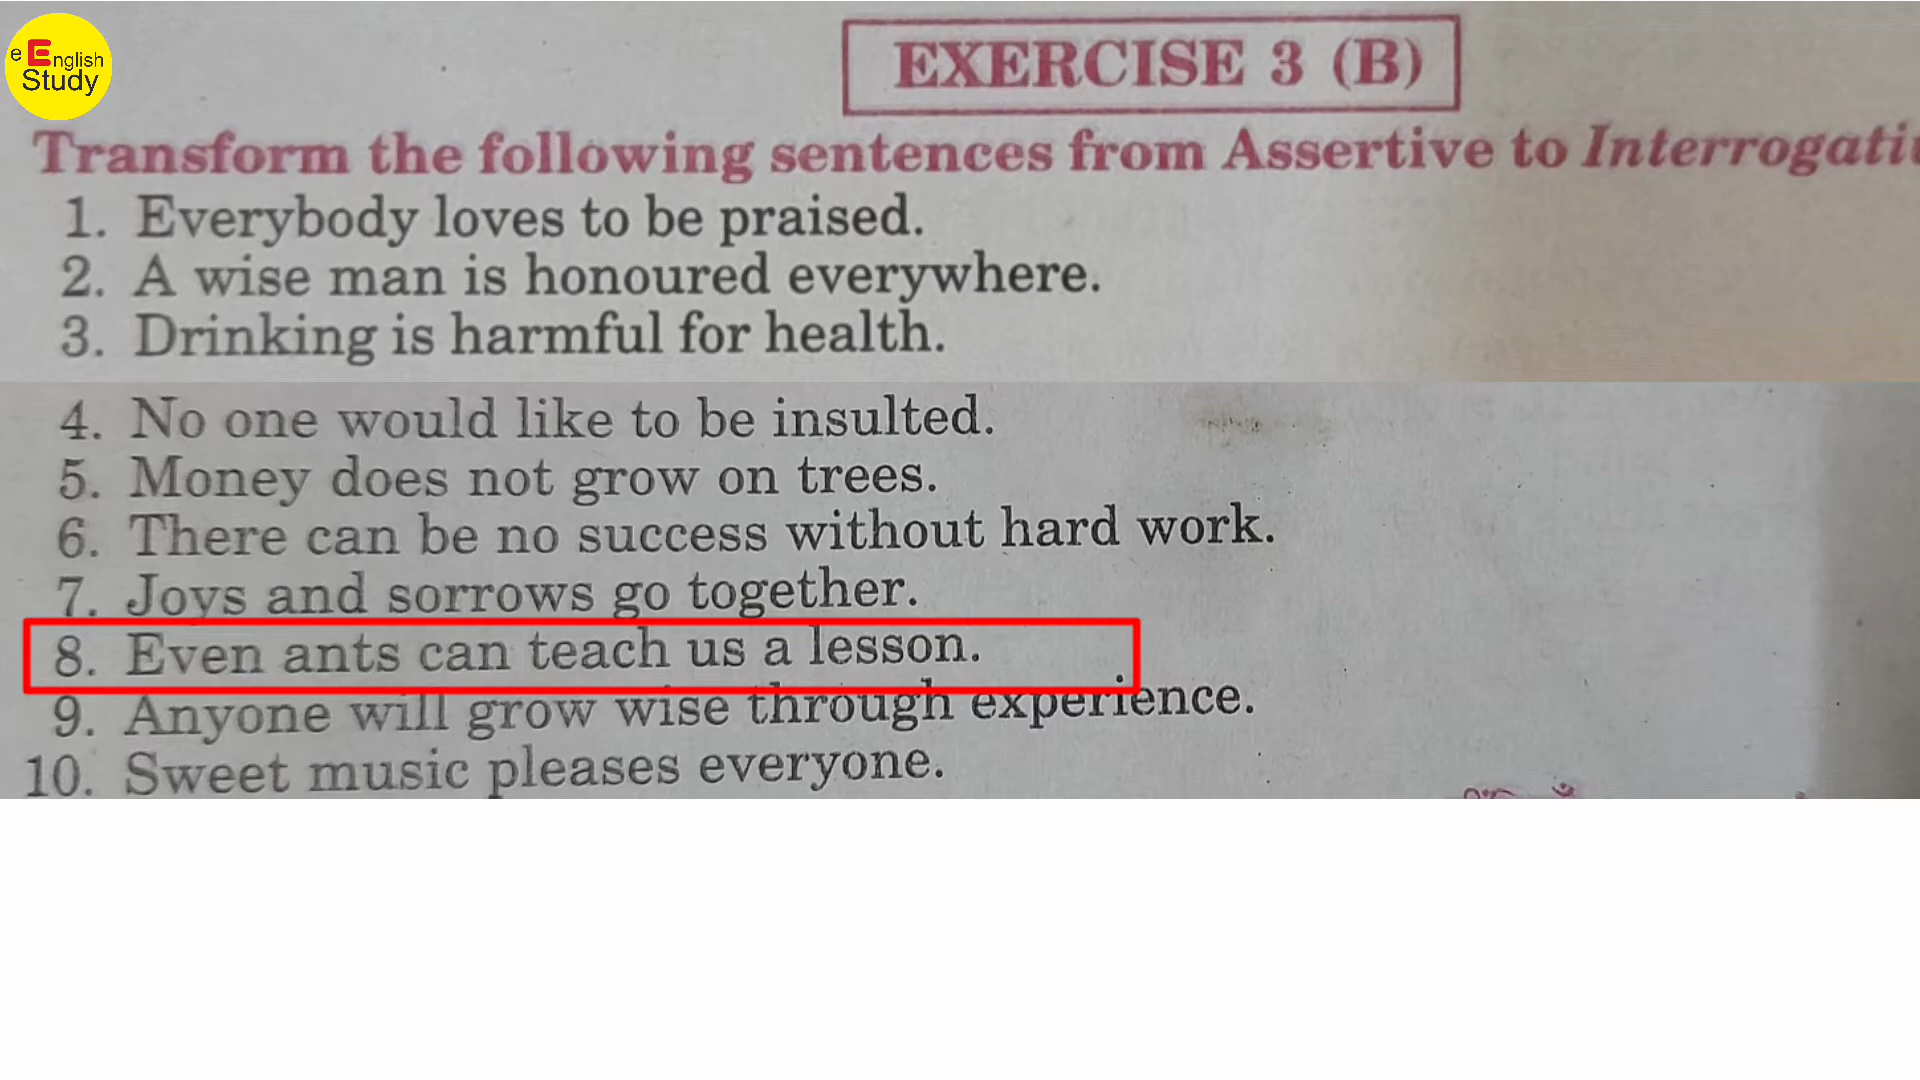 e English
Study
EXERCISE 3 (B)
Transform the following sentences from Assertive to
1. Everybody loves to be praised.
2. A wise man is honoured everywhere.
3. Drinking is harmful for health.
4. No one would like to be insulted.
5. Money does not grow on trees.
6. There can be no success without hard work.
7. Joys and sorrows go together.
8. Even ants can teach us a lesson.
9. Anyone will grow wise through experience.
10. Sweet music pleases everyone.